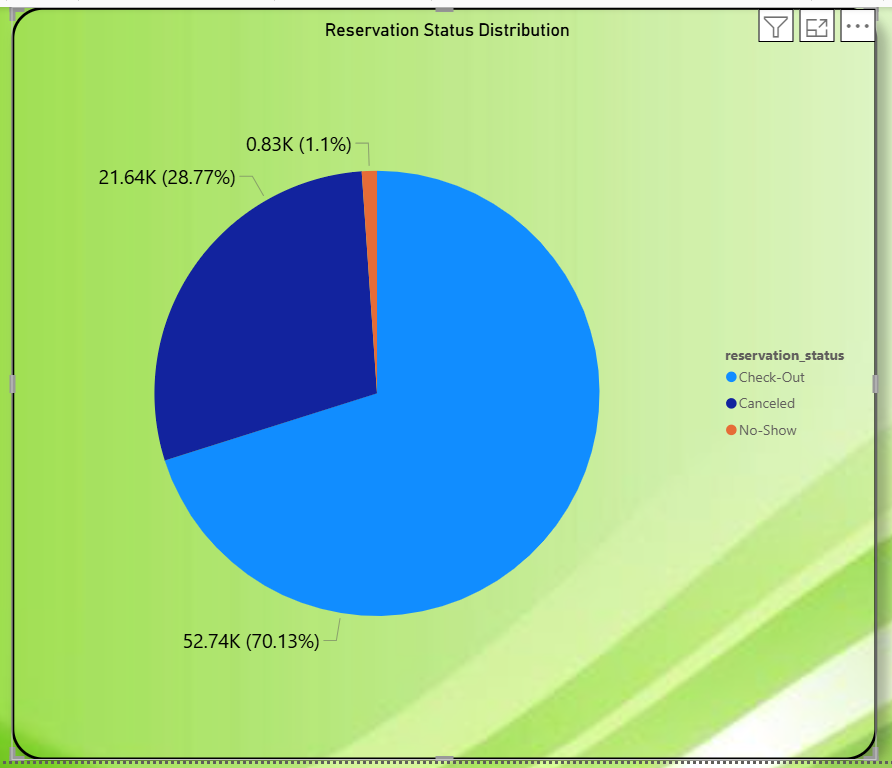 Reservation Status Distribution
0.83K (1.1%)
21.64K (28.77%)
reservation_status
Check-Out
Canceled
No-Show
52.74K (70.13%)